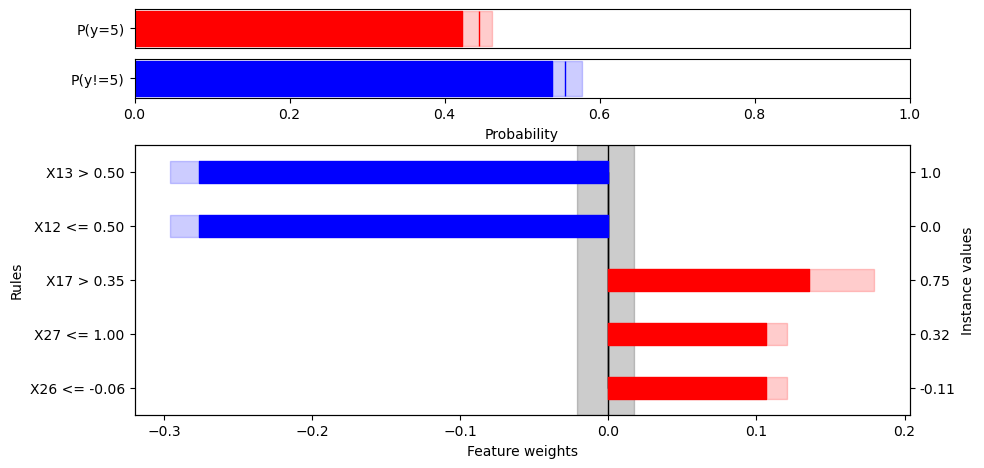 P(y=5)
P(y!=5)
0.0 0.2 0.4 0.6 0.8 1.0
Probability
X13 > 0.50 1.0
X12 <= 0.50 0.0
X17 > 0.35 0.75
X27 <= 1.00 0.32
X26 <= -0.06 -0.11
Rules
Instance values
−0.3 −0.2 −0.1 0.0 0.1 0.2
Feature weights